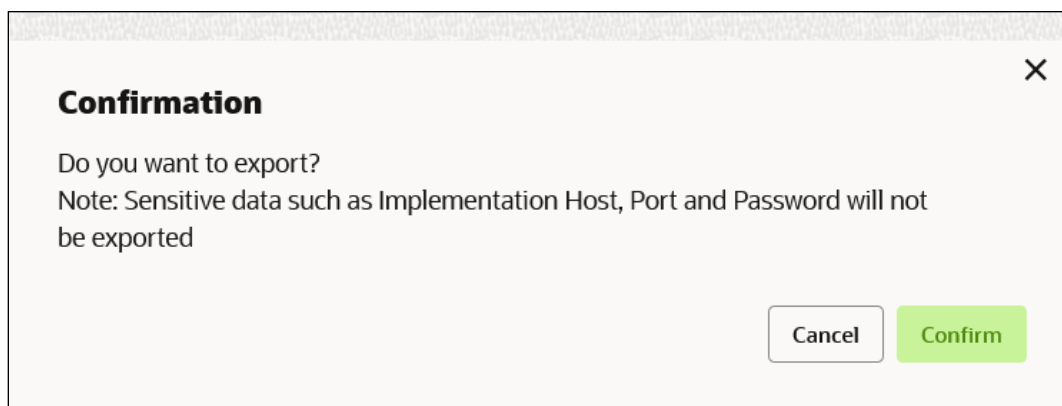 Confirmation
Do you want to export?
Note: Sensitive data such as Implementation Host, Port and Password will not
be exported
Cancel
Confirm